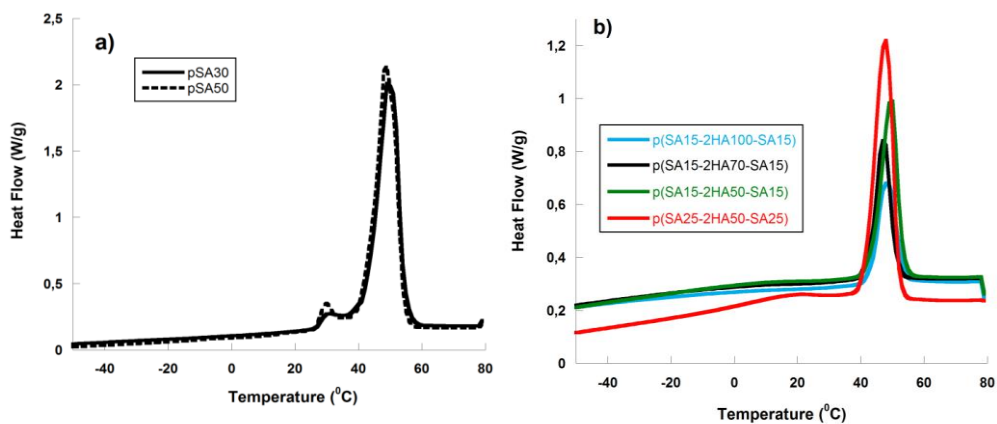 a)
2,5
2
1,5
1
0,5
0
Heat Flow (W/g)
pSA30
pSA50
-40 -20 0 20 40 60 80
Temperature (⁰C)
b)
1,2
1
0,8
0,6
0,4
0,2
0
Heat Flow (W/g)
p(SA15-2HA100-SA15)
p(SA15-2HA70-SA15)
p(SA15-2HA50-SA15)
p(SA25-2HA50-SA25)
-40 -20 0 20 40 60 80
Temperature (⁰C)